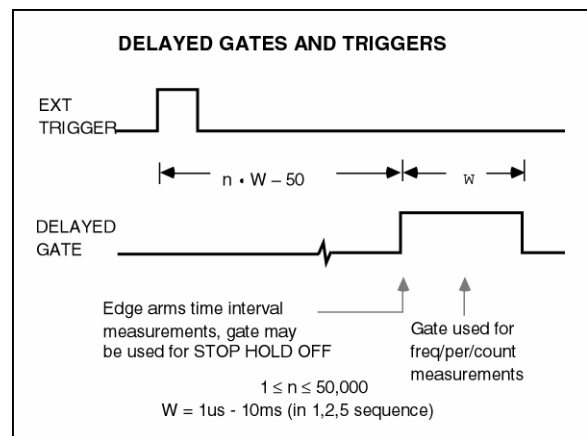 DELAYED GATES AND TRIGGERS
EXT
TRIGGER
n • W – 50
W
DELAYED
GATE
Edge arms time interval
measurements, gate may
be used for STOP HOLD OFF
Gate used for
freq/per/count
measurements
1 ≤ n ≤ 50,000
W = 1us - 10ms (in 1,2,5 sequence)